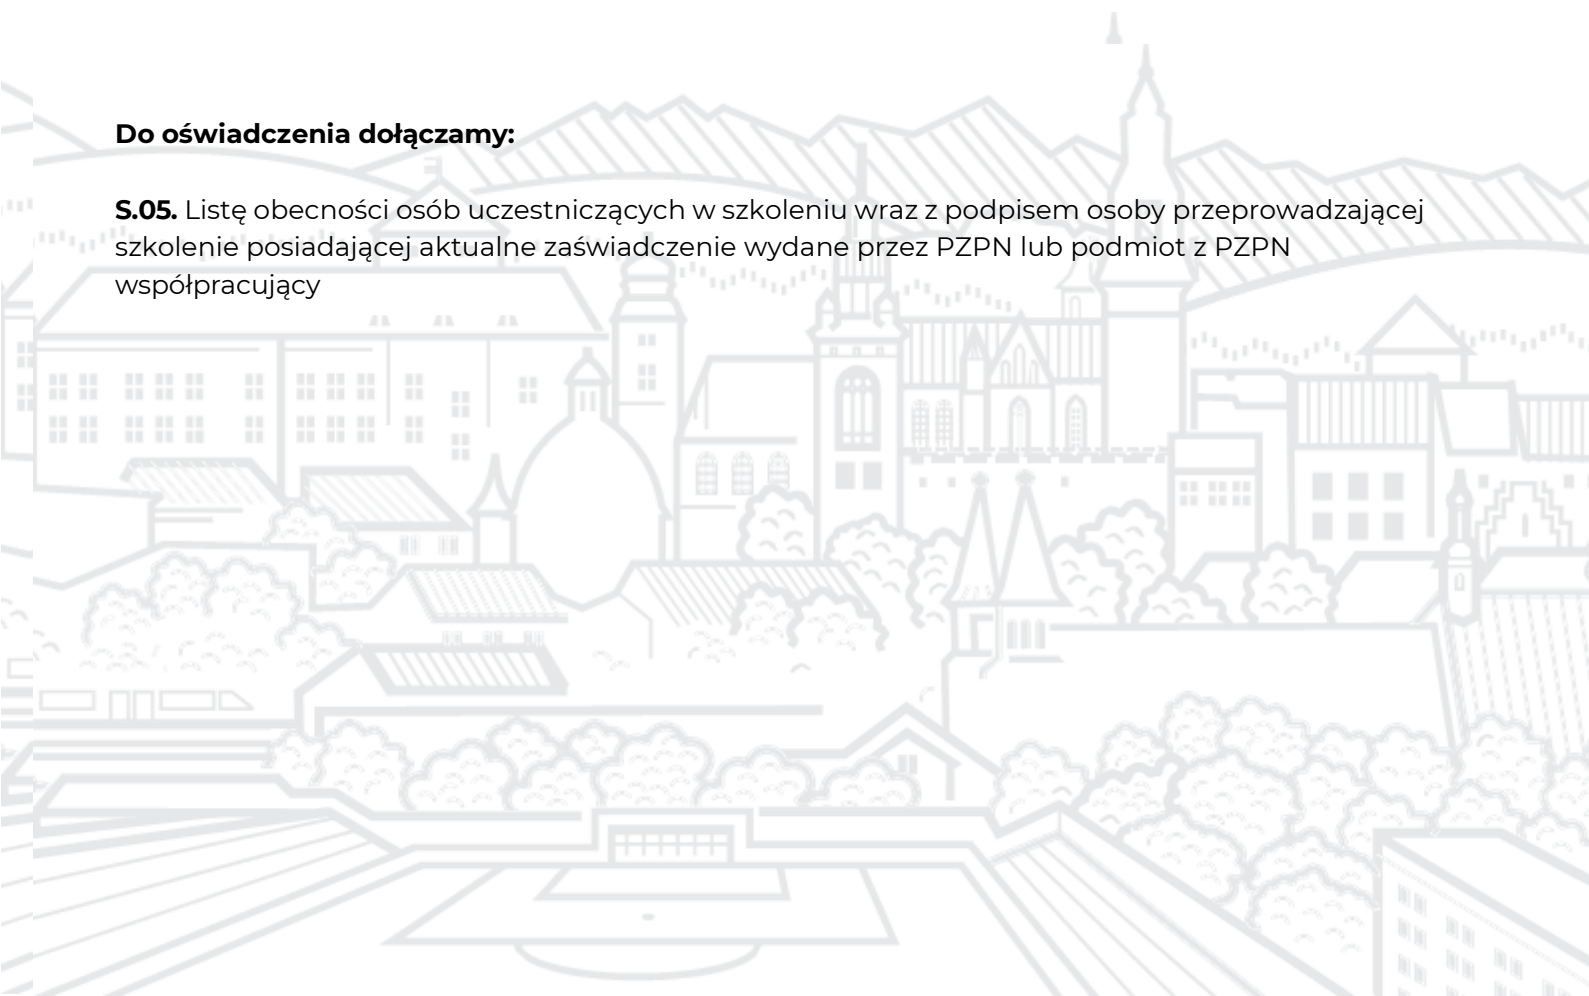 Do oświadczenia dołączamy:
S.05. Listę obecności osób uczestniczących w szkoleniu wraz z podpisem osoby przeprowadzającej
szkolenie posiadającej aktualne zaświadczenie wydane przez PZPN lub podmiot z PZPN
współpracujący